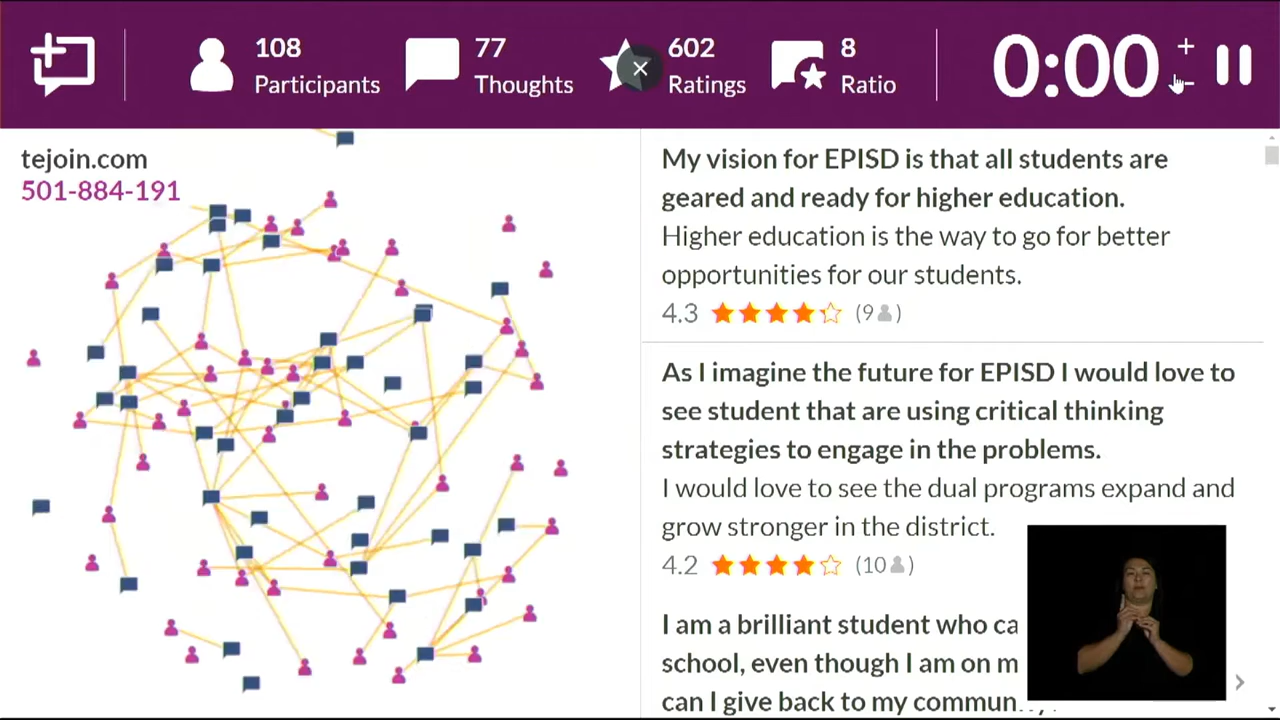 108
Participants
77
Thoughts
602
Ratings
8
Ratio
0:00
tejoin.com
501-884-191
My vision for EPISD is that all students are
geared and ready for higher education.
Higher education is the way to go for better
opportunities for our students.
4.3 (9)
As I imagine the future for EPISD I would love to
see student that are using critical thinking
strategies to engage in the problems.
I would love to see the dual programs expand and
grow stronger in the district.
4.2 (10)
I am a brilliant student who ca
school, even though I am on m
can I give back to my commun